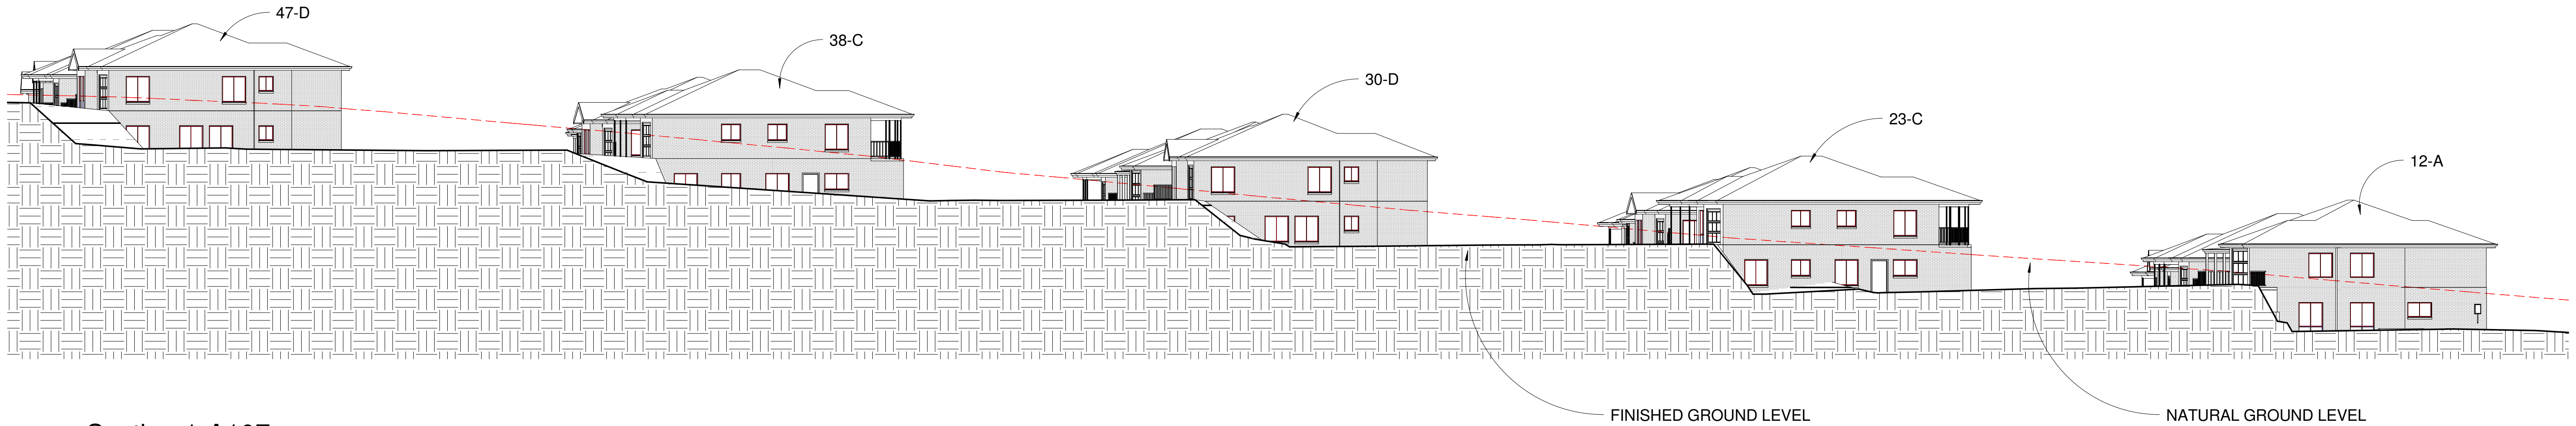 47-D
38-C
30-D
23-C
12-A
FINISHED GROUND LEVEL
NATURAL GROUND LEVEL